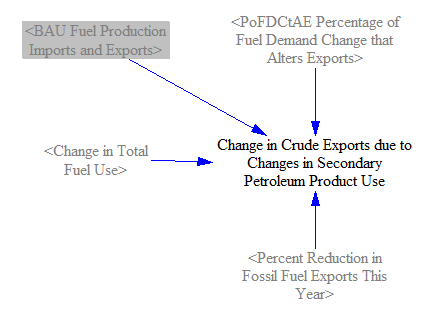 <BAU Fuel Production
Imports and Exports>
<PoFDCtAE Percentage of
Fuel Demand Change that
Alters Exports>
<Change in Total
Fuel Use>
Change in Crude Exports due to
Changes in Secondary
Petroleum Product Use
<Percent Reduction in
Fossil Fuel Exports This
Year>